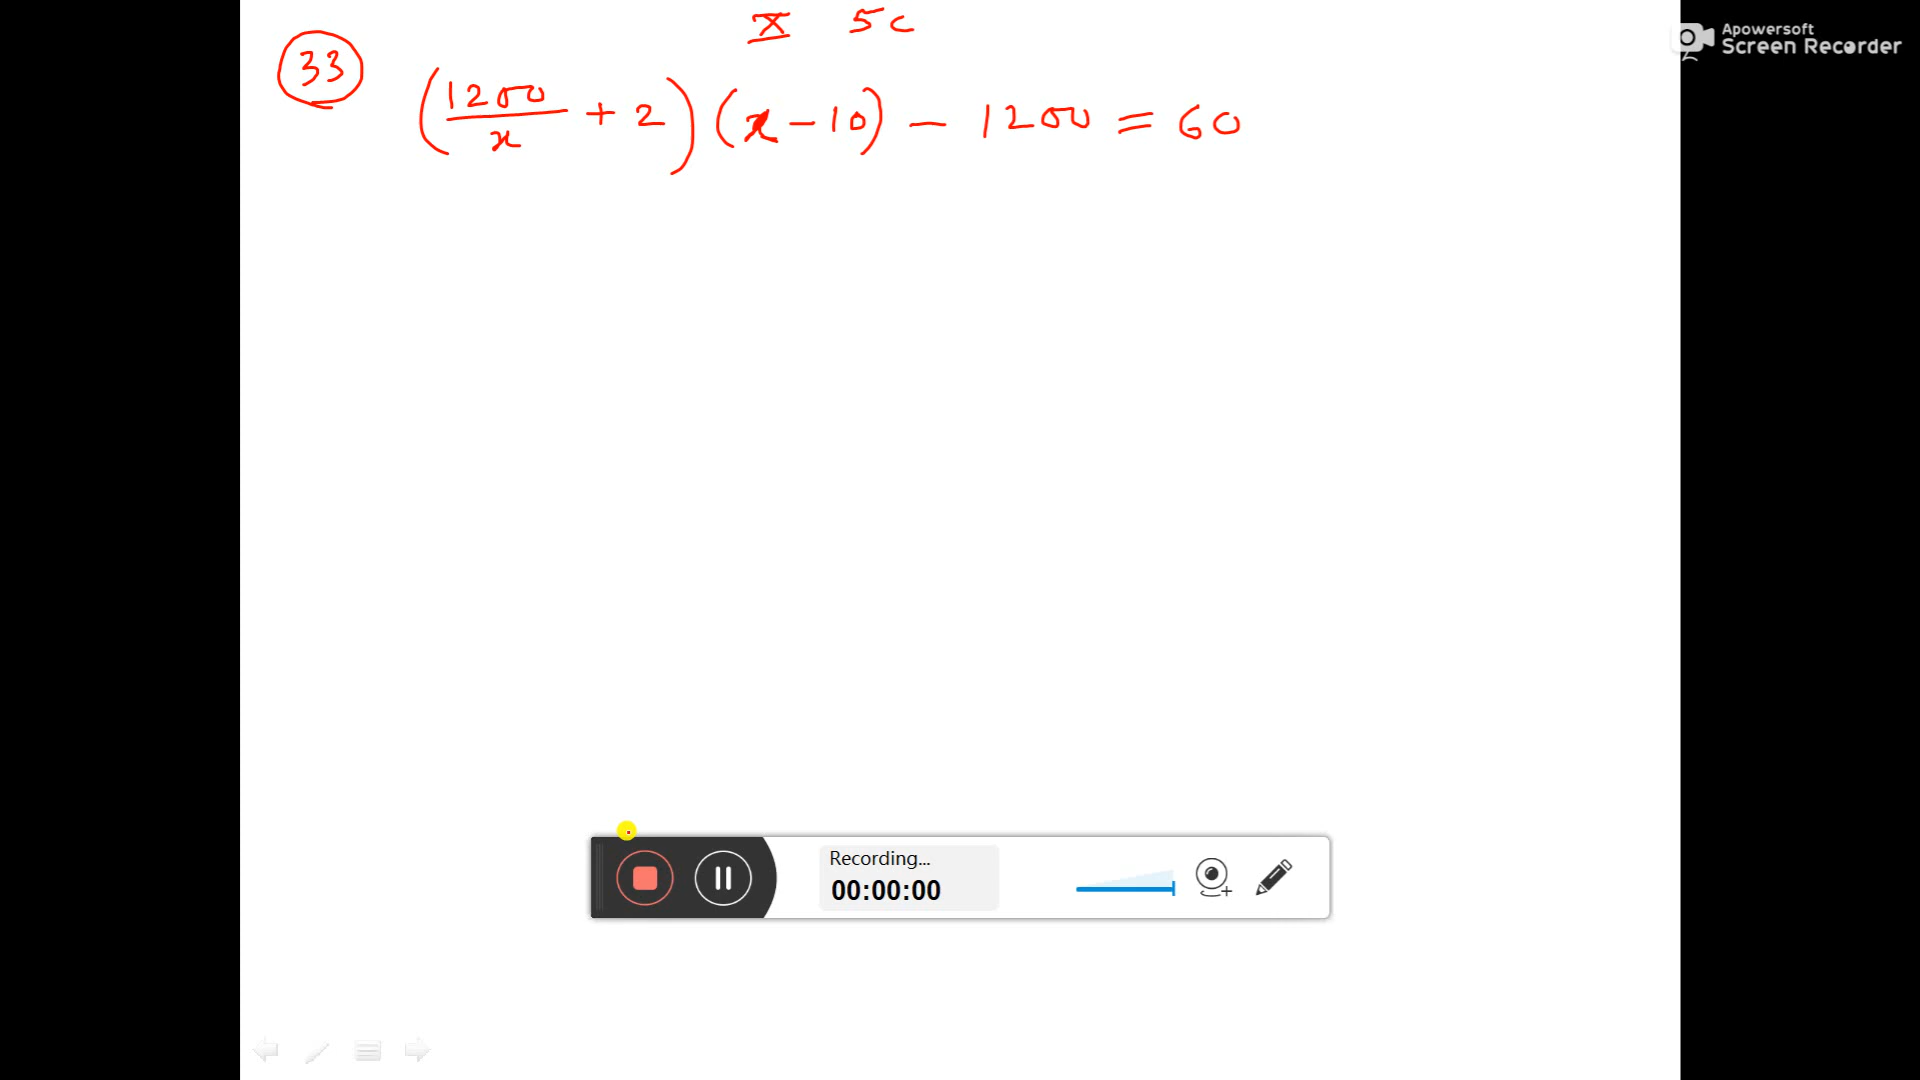 X 5C
33
(1200/x + 2) (x - 10) - 1200 = 60
Apowersoft
Screen Recorder
Recording...
00:00:00